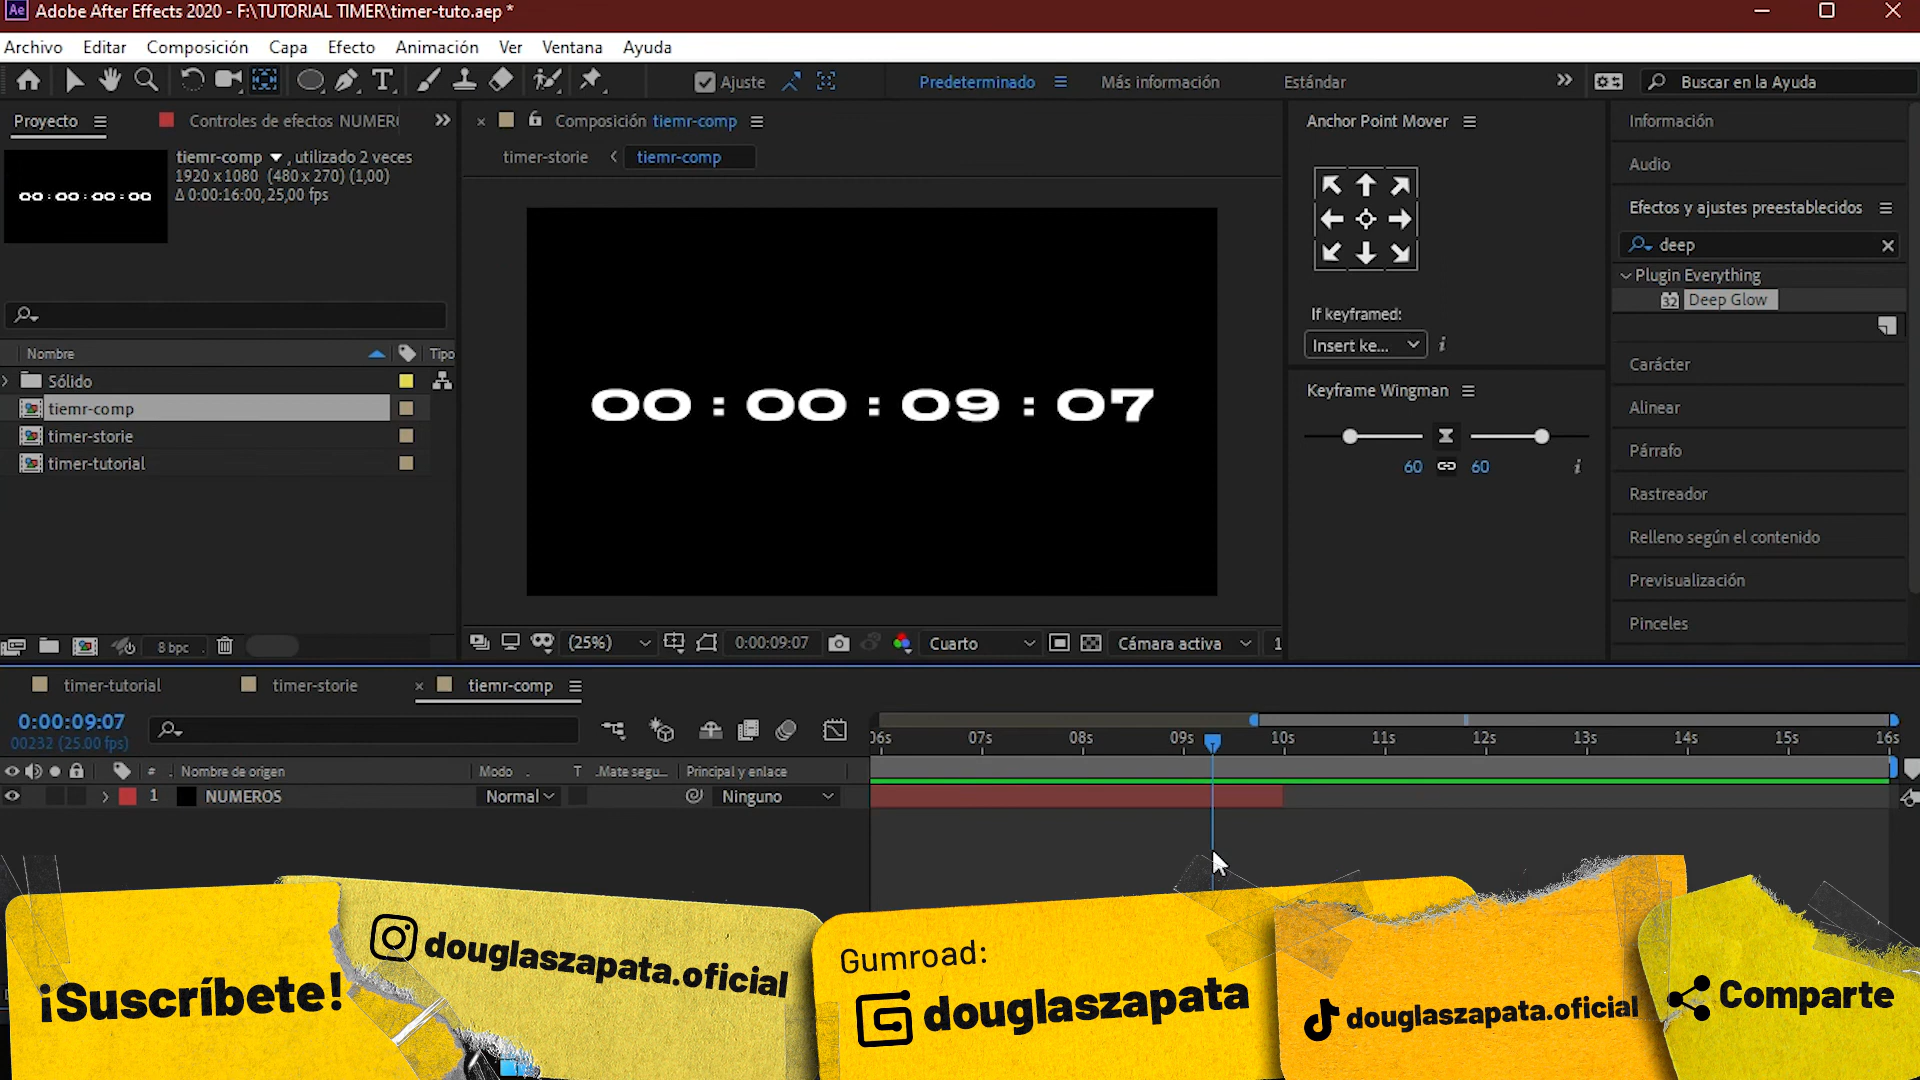 Ae Adobe After Effects 2020 - F:\TUTORIAL TIMER\timer-tuto.aep *
Archivo Editar Composición Capa Efecto Animación Ver Ventana Ayuda
T Ajuste Predeterminado Más información Estándar Buscar en la Ayuda
Proyecto Controles de efectos NUMER
tiemr-comp , utilizado 2 veces
1920 x 1080 (480 x 270) (1,00)
Δ 0:00:16:00, 25,00 fps
00 : 00 : 00 : 00
Nombre Tipo
Sólido
tiemr-comp
timer-storie
timer-tutorial
8 bpc
Composición tiemr-comp
timer-storie tiemr-comp
00 : 00 : 09 : 07
(25%) 0:00:09:07 Cuarto Cámara activa 1
Anchor Point Mover
If keyframed:
Insert ke... i
Keyframe Wingman
60 60 i
Información
Audio
Efectos y ajustes preestablecidos
deep
Plugin Everything
32 Deep Glow
Carácter
Alinear
Párrafo
Rastreador
Relleno según el contenido
Previsualización
Pinceles
timer-tutorial timer-storie tiemr-comp
0:00:09:07
00232 (25.00 fps)
06s 07s 08s 09s 10s 11s 12s 13s 14s 15s 16s
# Nombre de origen Modo T .Mate segu... Principal y enlace
1 NUMEROS Normal Ninguno
¡Suscríbete!
douglaszapata.oficial
Gumroad:
douglaszapata
douglaszapata.oficial
Comparte